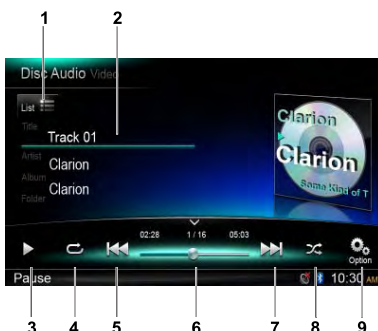 1
2
Disc Audio Video
List
Title
Track 01
Artist
Clarion
Album
Clarion
Folder
Clarion
Clarion
Some Kind of T
02:28
1 / 16
05:03
Option
Pause
10:30 AM
3 4 5 6 7 8 9